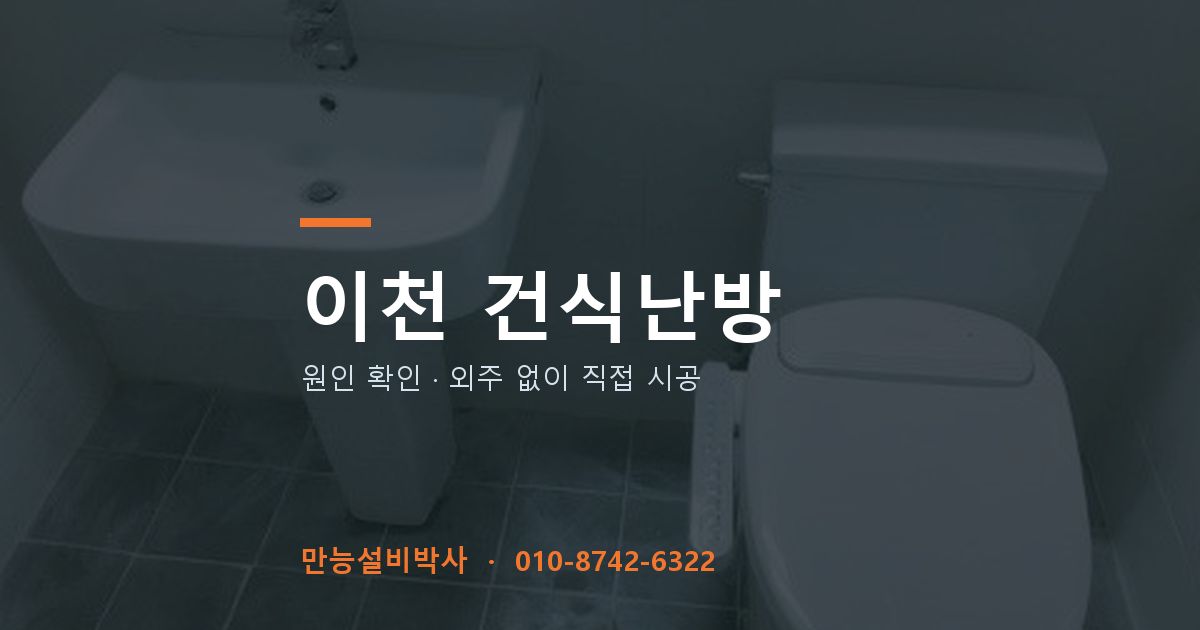 이천 건식난방
원인 확인 · 외주 없이 직접 시공
만능설비박사 · 010-8742-6322